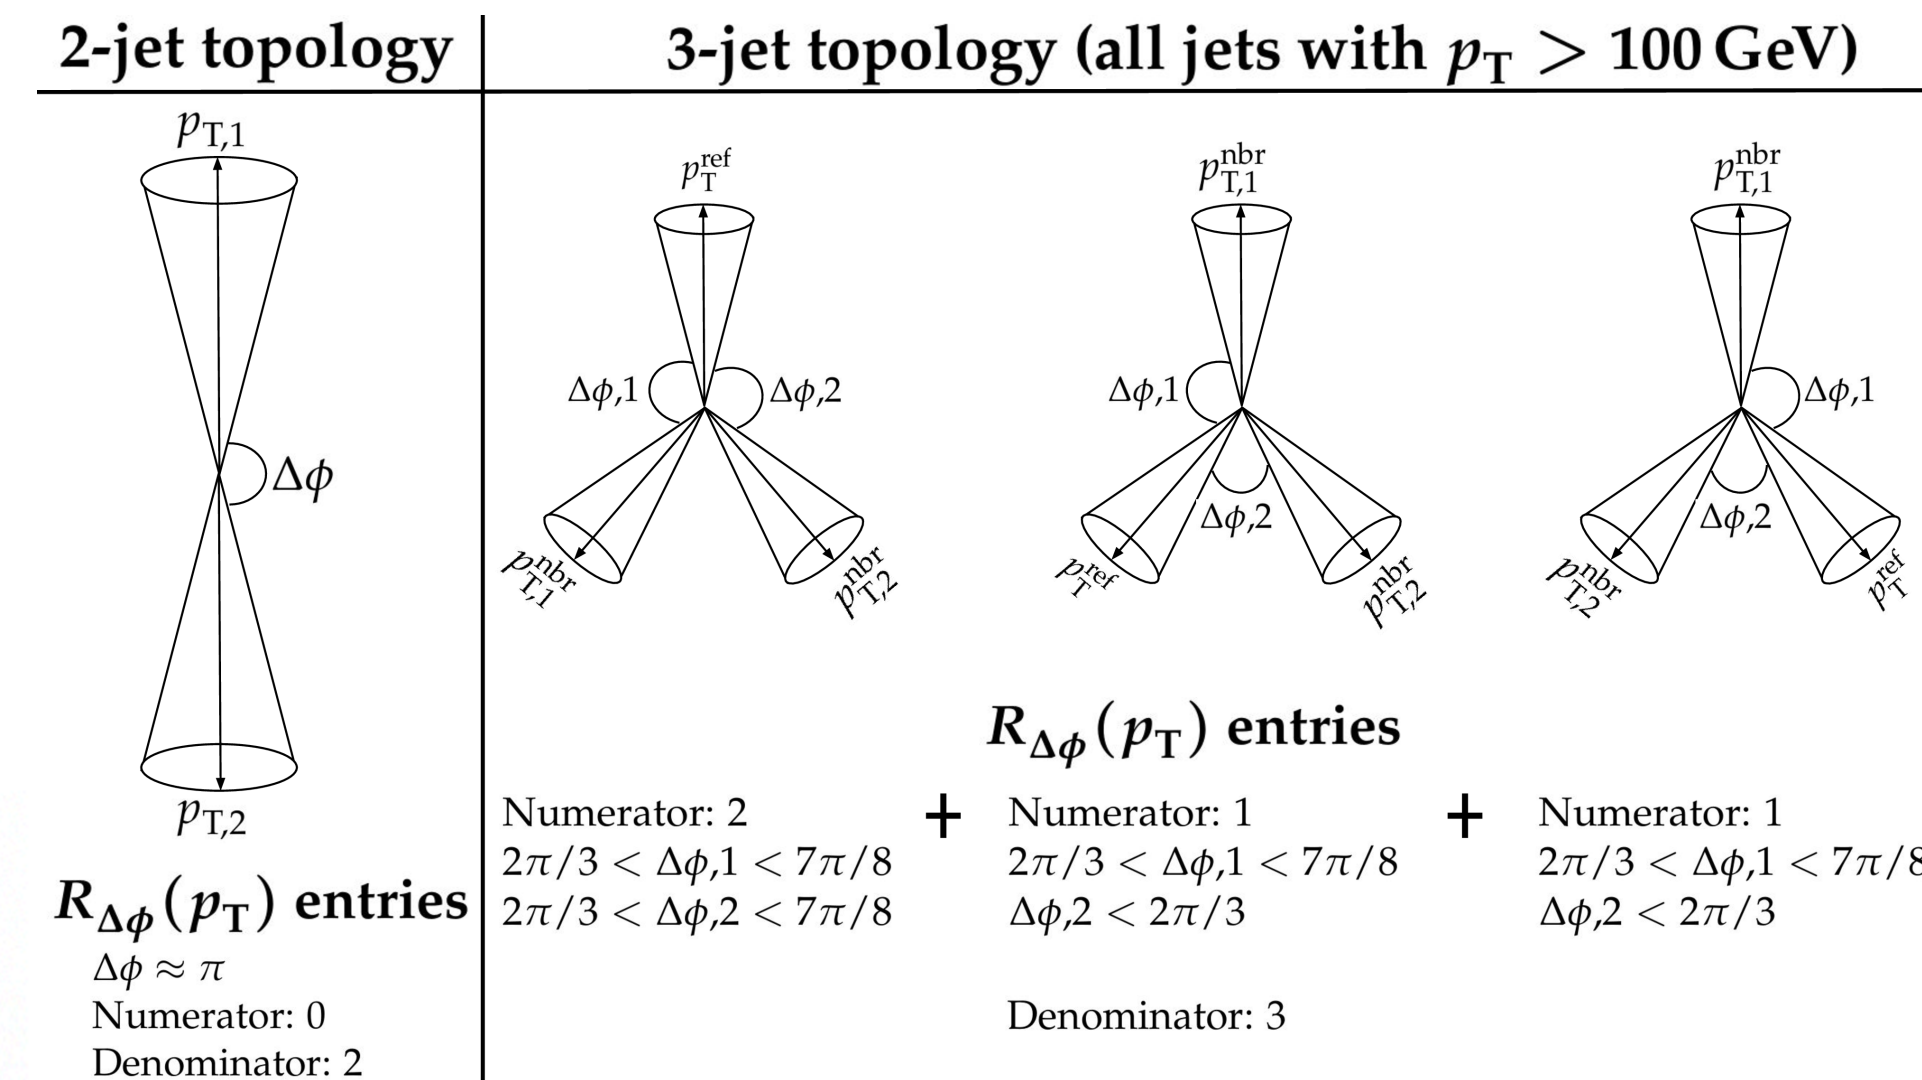 2-jet topology
p_T,1
Δϕ
p_T,2
R_Δϕ(p_T) entries
Δϕ ≈ π
Numerator: 0
Denominator: 2
3-jet topology (all jets with p_T > 100 GeV)
p_T^ref
Δϕ,1
Δϕ,2
p_T,1^nbr
p_T,2^nbr
p_T,1^nbr
Δϕ,1
Δϕ,2
p_T^ref
p_T,2^nbr
p_T,1^nbr
Δϕ,1
Δϕ,2
p_T,2^nbr
p_T^ref
R_Δϕ(p_T) entries
Numerator: 2
2π/3 < Δϕ,1 < 7π/8
2π/3 < Δϕ,2 < 7π/8
+
Numerator: 1
2π/3 < Δϕ,1 < 7π/8
Δϕ,2 < 2π/3
+
Numerator: 1
2π/3 < Δϕ,1 < 7π/8
Δϕ,2 < 2π/3
Denominator: 3